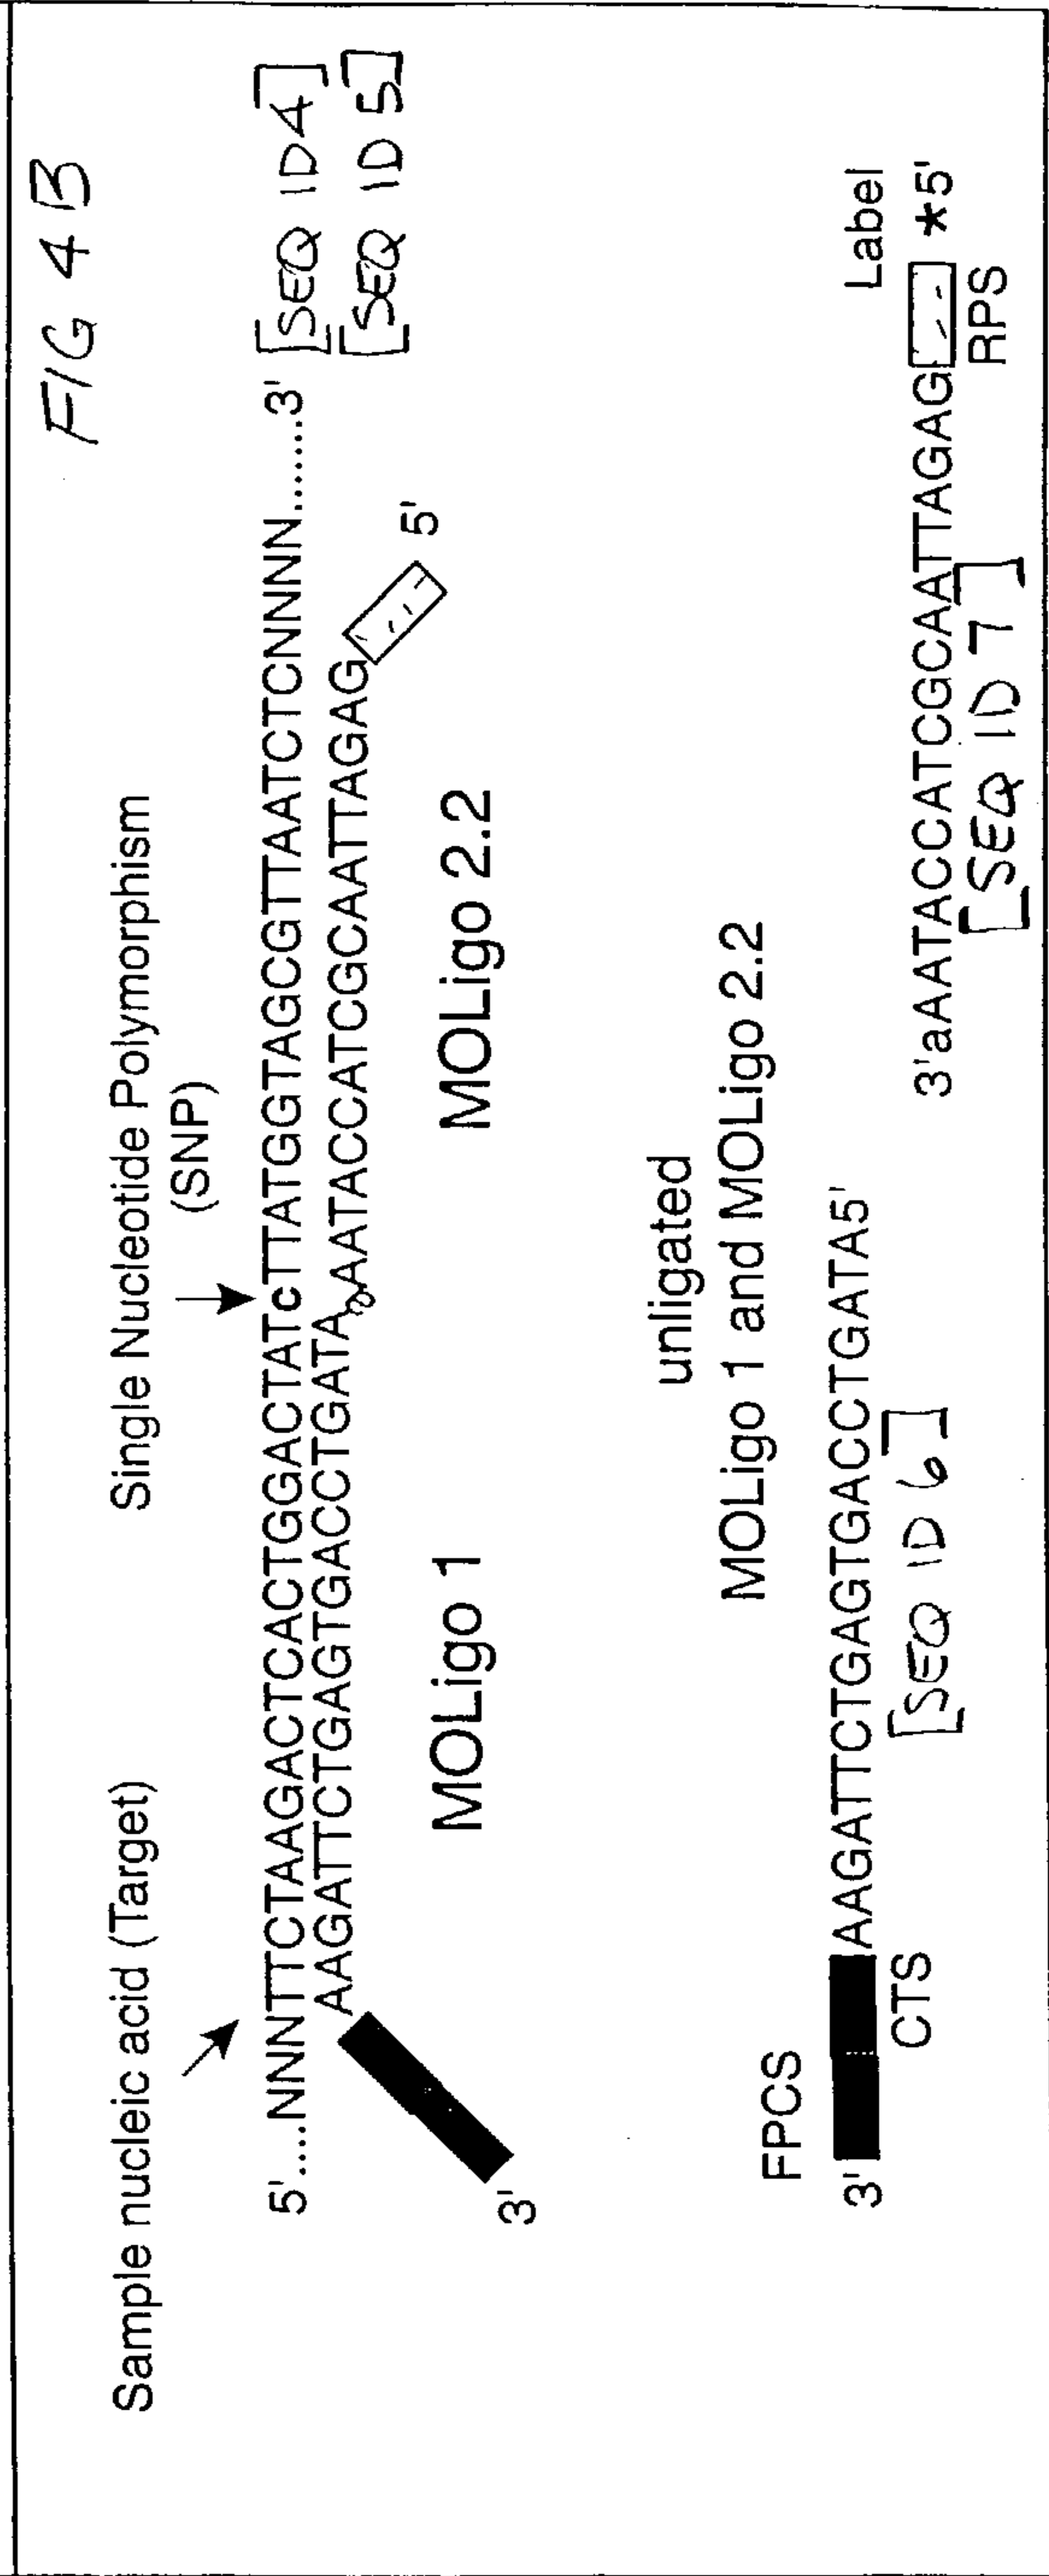 FIG 4B
Sample nucleic acid (Target)
Single Nucleotide Polymorphism
(SNP)
5'.....NNNTTCTAAGACTCACTGGACTATcTTATGGTAGCGTTAATCTCNNN........3' [SEQ ID 4]
AAGATTCTGAGTGACCTGATA a AATACCATCGCAATTAGAG [SEQ ID 5]
3'
5'
MOLigo 1
MOLigo 2.2
unligated
MOLigo 1 and MOLigo 2.2
FPCS
Label
3' AAGATTCTGAGTGACCTGATA5'
3'aAATACCATCGCAATTAGAG *5'
CTS
RPS
[SEQ ID 6]
[SEQ ID 7]